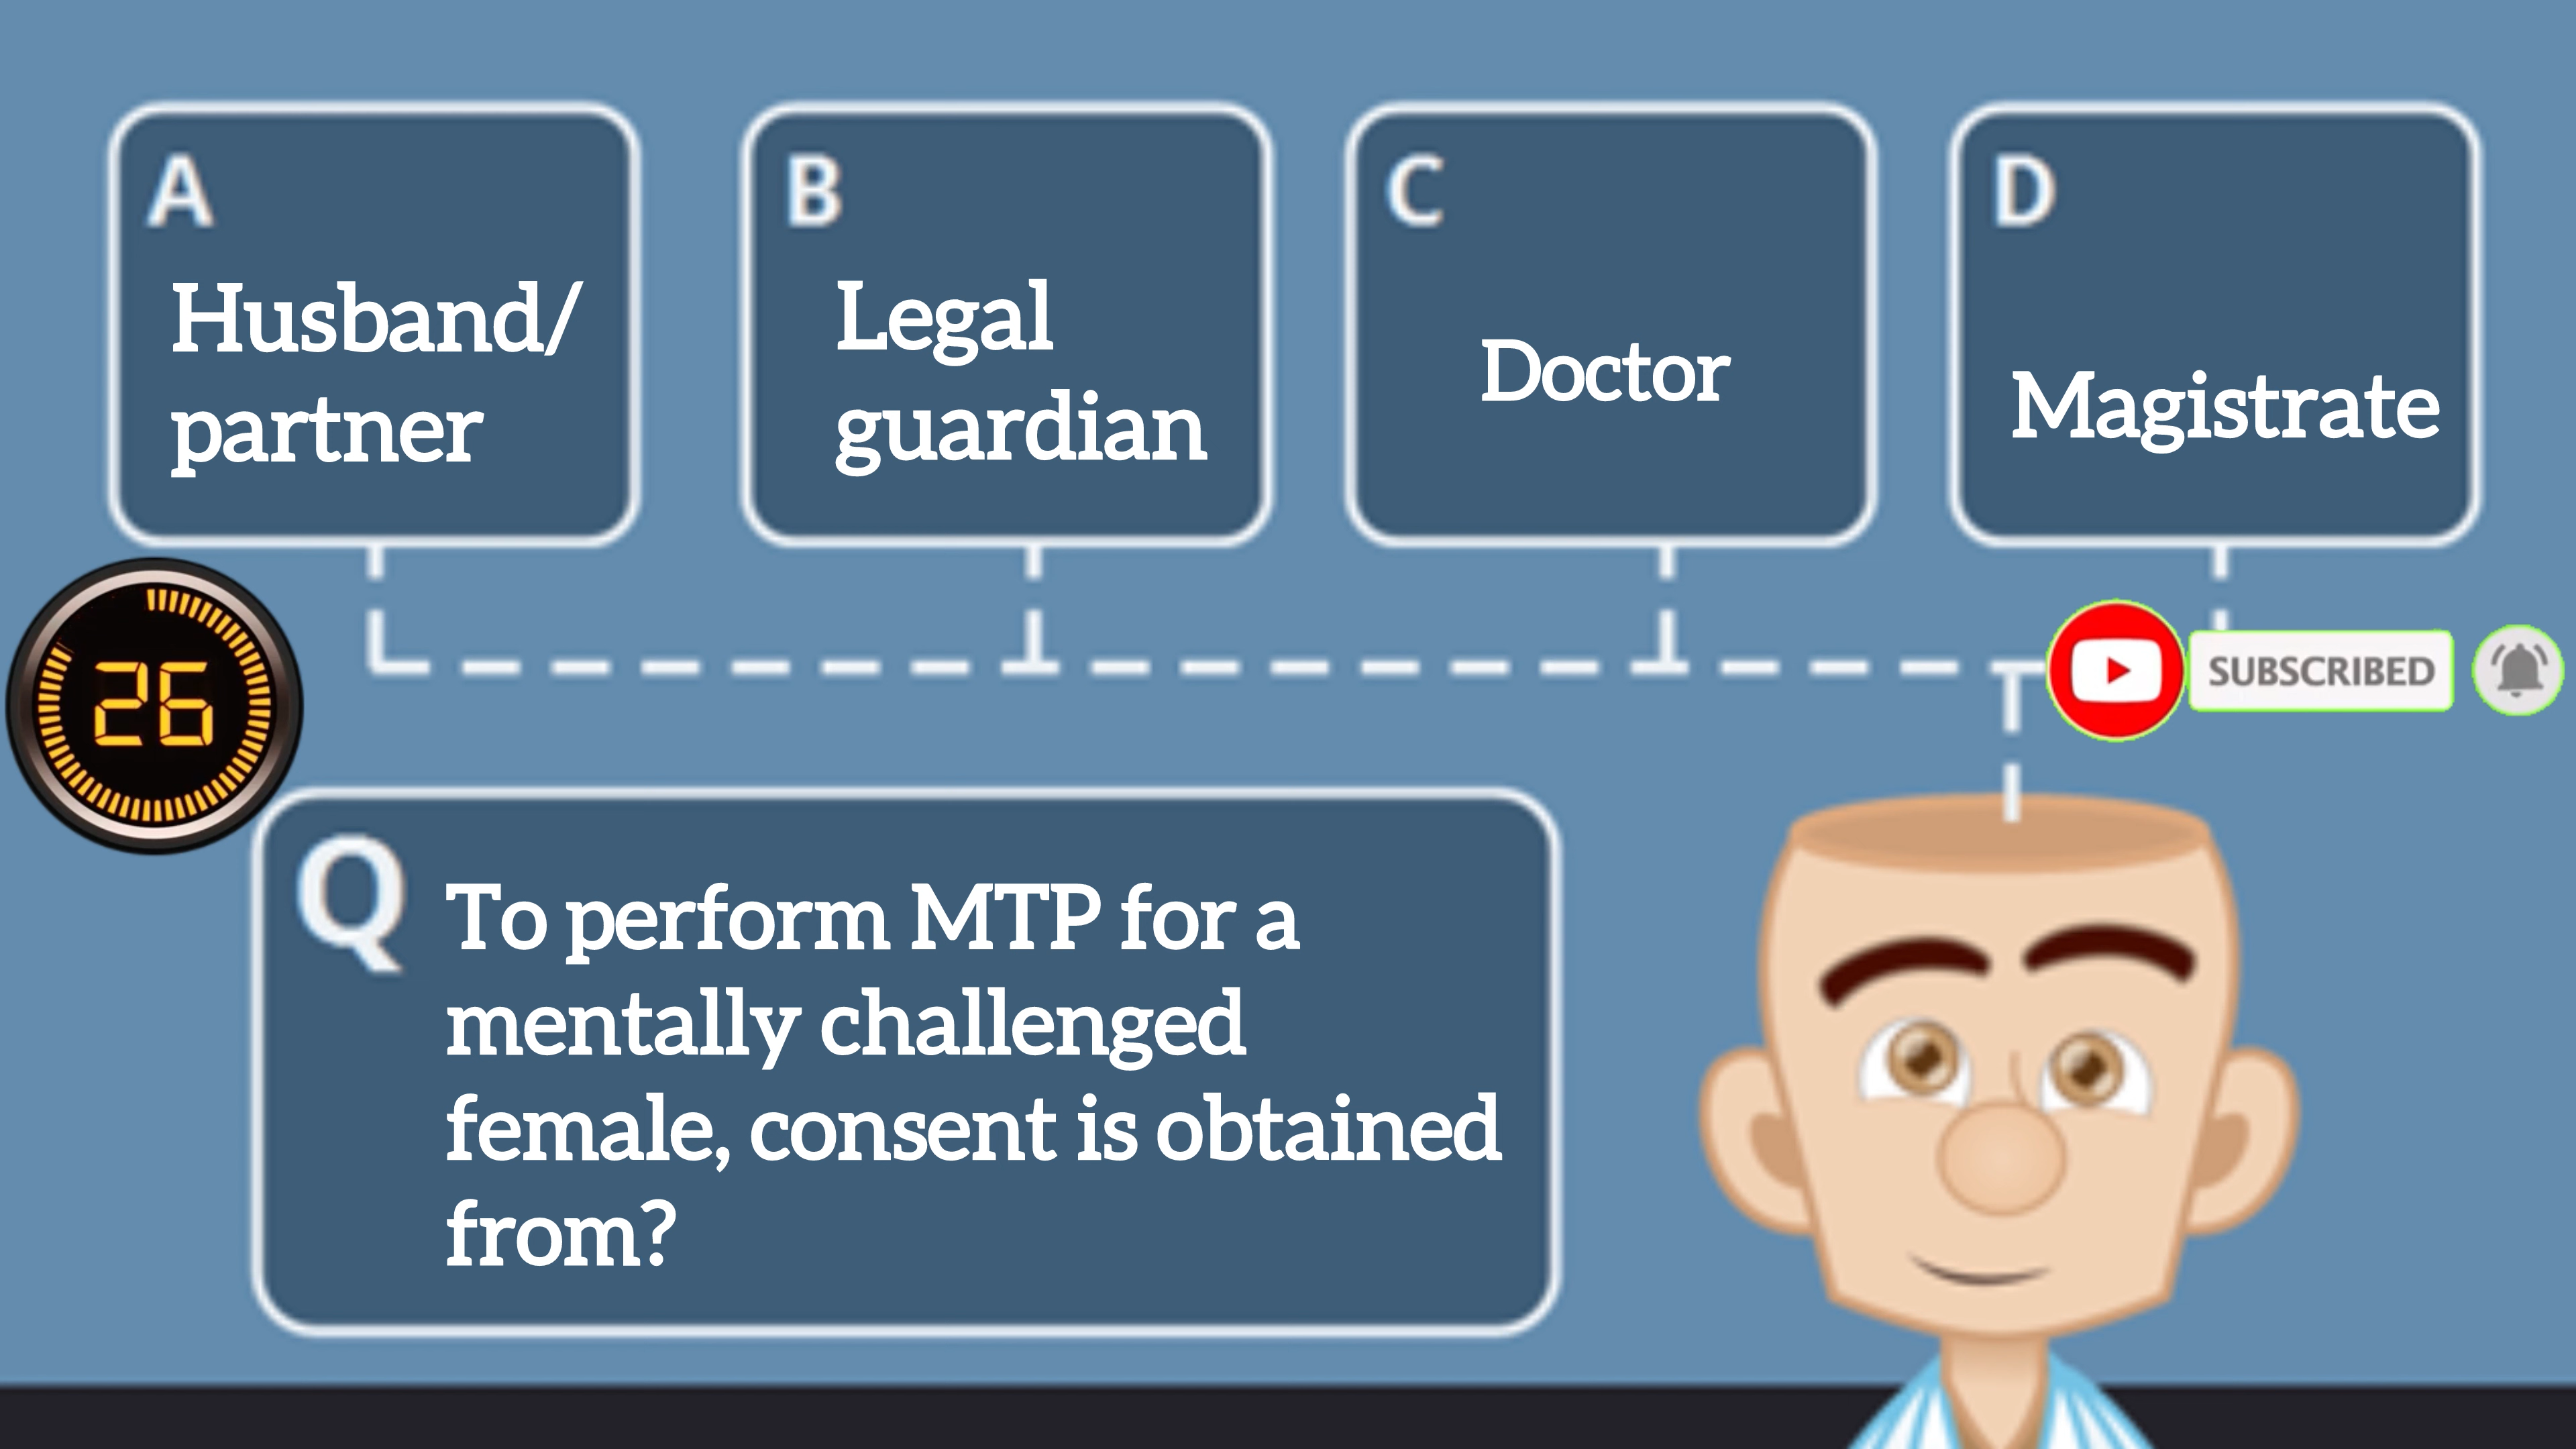 A
Husband/
partner
B
Legal
guardian
C
Doctor
D
Magistrate
26
SUBSCRIBED
Q
To perform MTP for a
mentally challenged
female, consent is obtained
from?